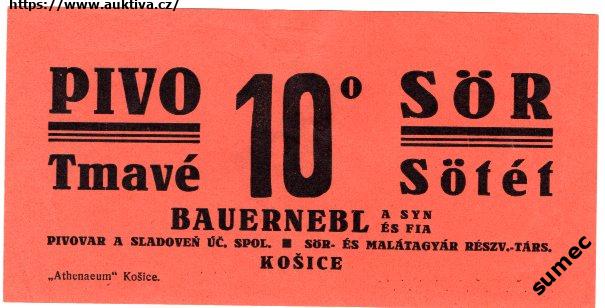 https://www.auktiva.cz/
PIVO 10° SÖR
Tmavé Sötét
BAUERNEBL A SYN ÉS FIA
PIVOVAR A SLADOVEŇ ÚČ. SPOL. ■ SÖR- ÉS MALÁTAGYÁR RÉSZV.-TÁRS.
KOŠICE
„Athenaeum" Košice.
sumec